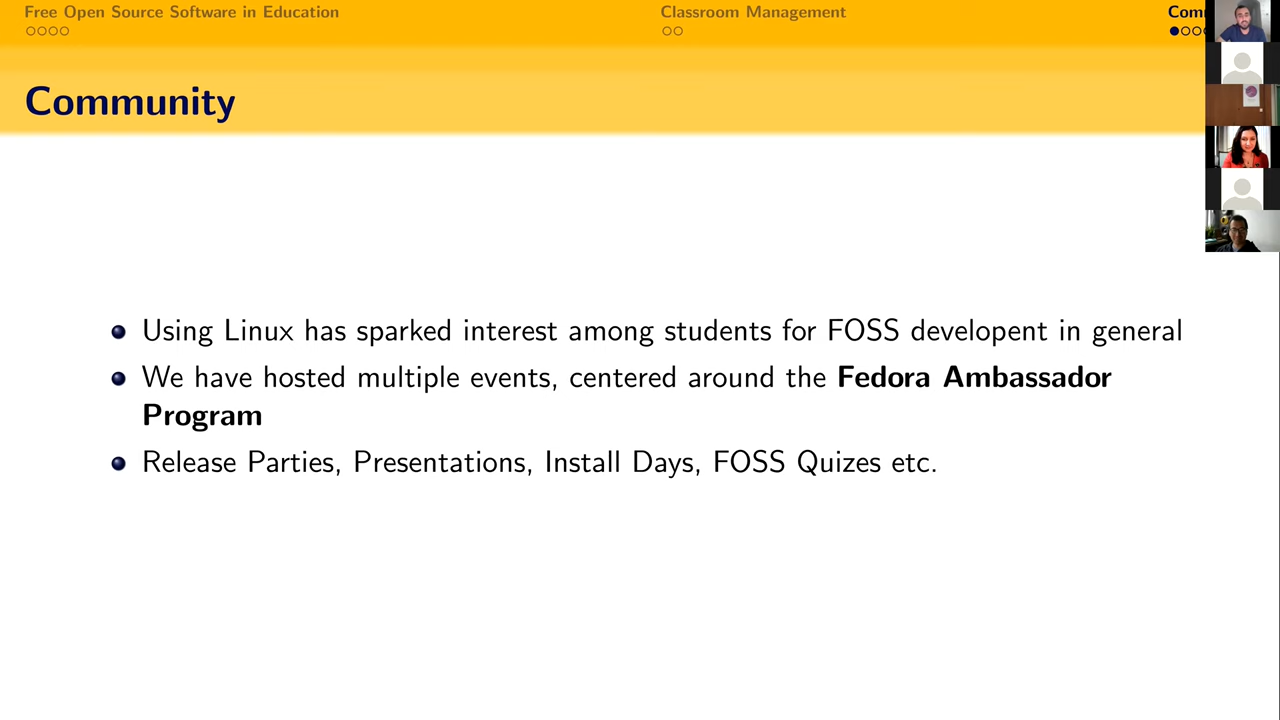 Free Open Source Software in Education
Classroom Management
Com
Community
Using Linux has sparked interest among students for FOSS developent in general
We have hosted multiple events, centered around the Fedora Ambassador
Program
Release Parties, Presentations, Install Days, FOSS Quizes etc.